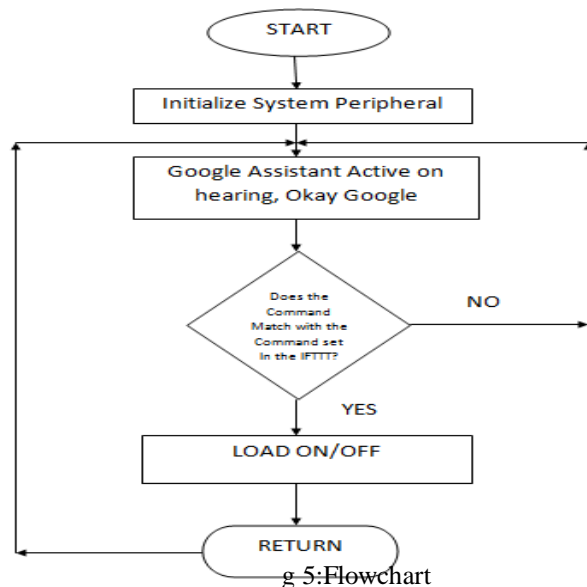 START
Initialize System Peripheral
Google Assistant Active on
hearing, Okay Google
Does the
Command
Match with the
Command set
In the IFTTT?
NO
YES
LOAD ON/OFF
RETURN
g 5:Flowchart